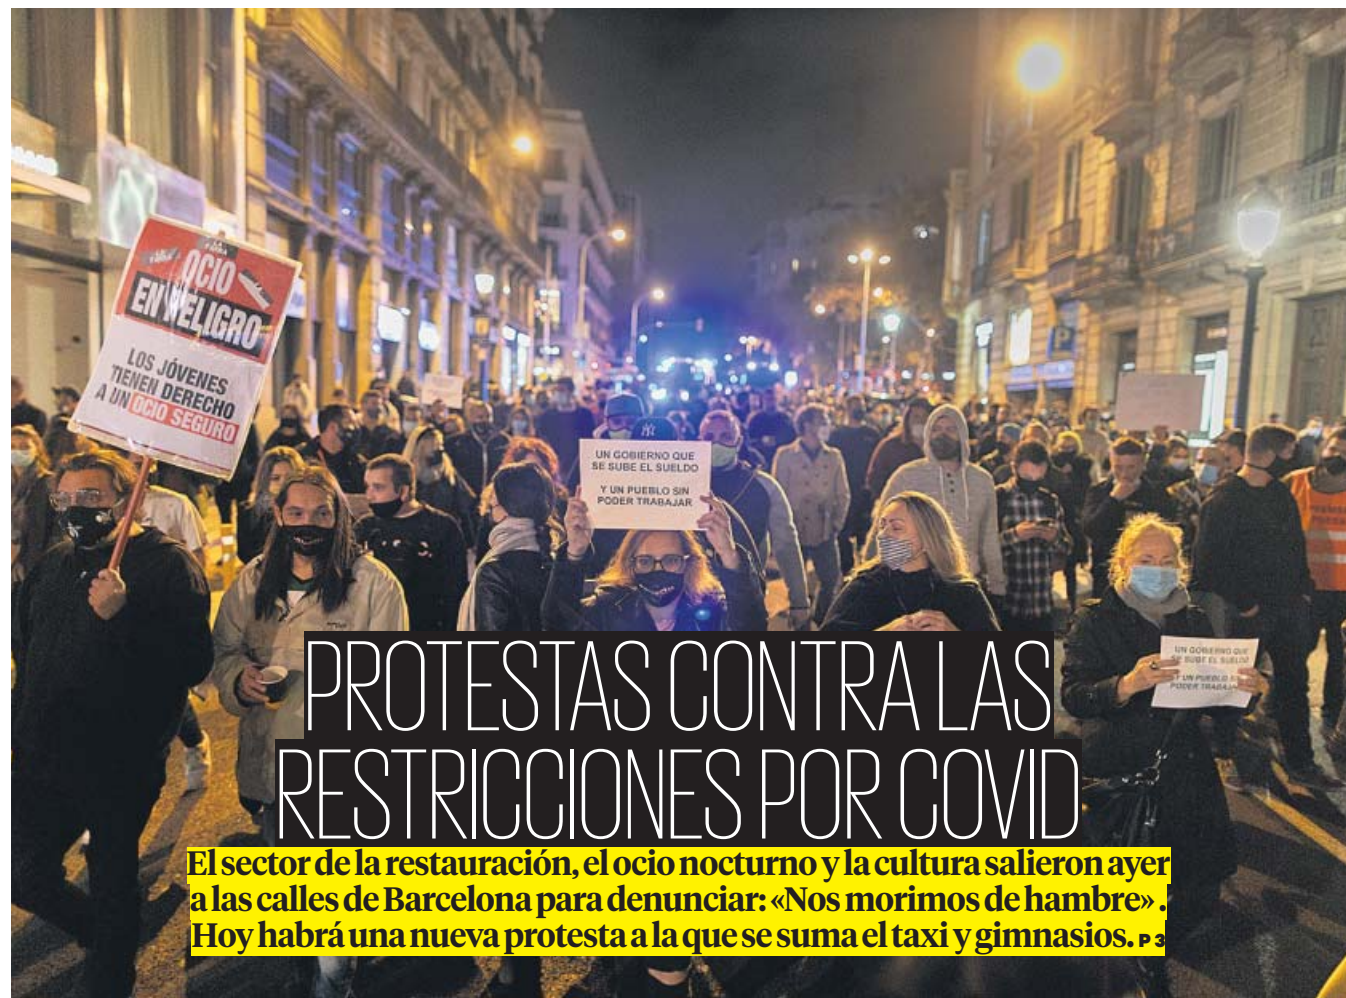 OCIO
EN PELIGRO
LOS JÓVENES
TIENEN DERECHO
A UN OCIO SEGURO
UN GOBIERNO QUE
SE SUBE EL SUELDO
Y UN PUEBLO SIN
PODER TRABAJAR
UN GOBIERNO QUE
SE SUBE EL SUELDO
Y UN PUEBLO SIN
PODER TRABAJAR
PROTESTAS CONTRA LAS
RESTRICCIONES POR COVID
El sector de la restauración, el ocio nocturno y la cultura salieron ayer
a las calles de Barcelona para denunciar: «Nos morimos de hambre» .
Hoy habrá una nueva protesta a la que se suma el taxi y gimnasios. P 3